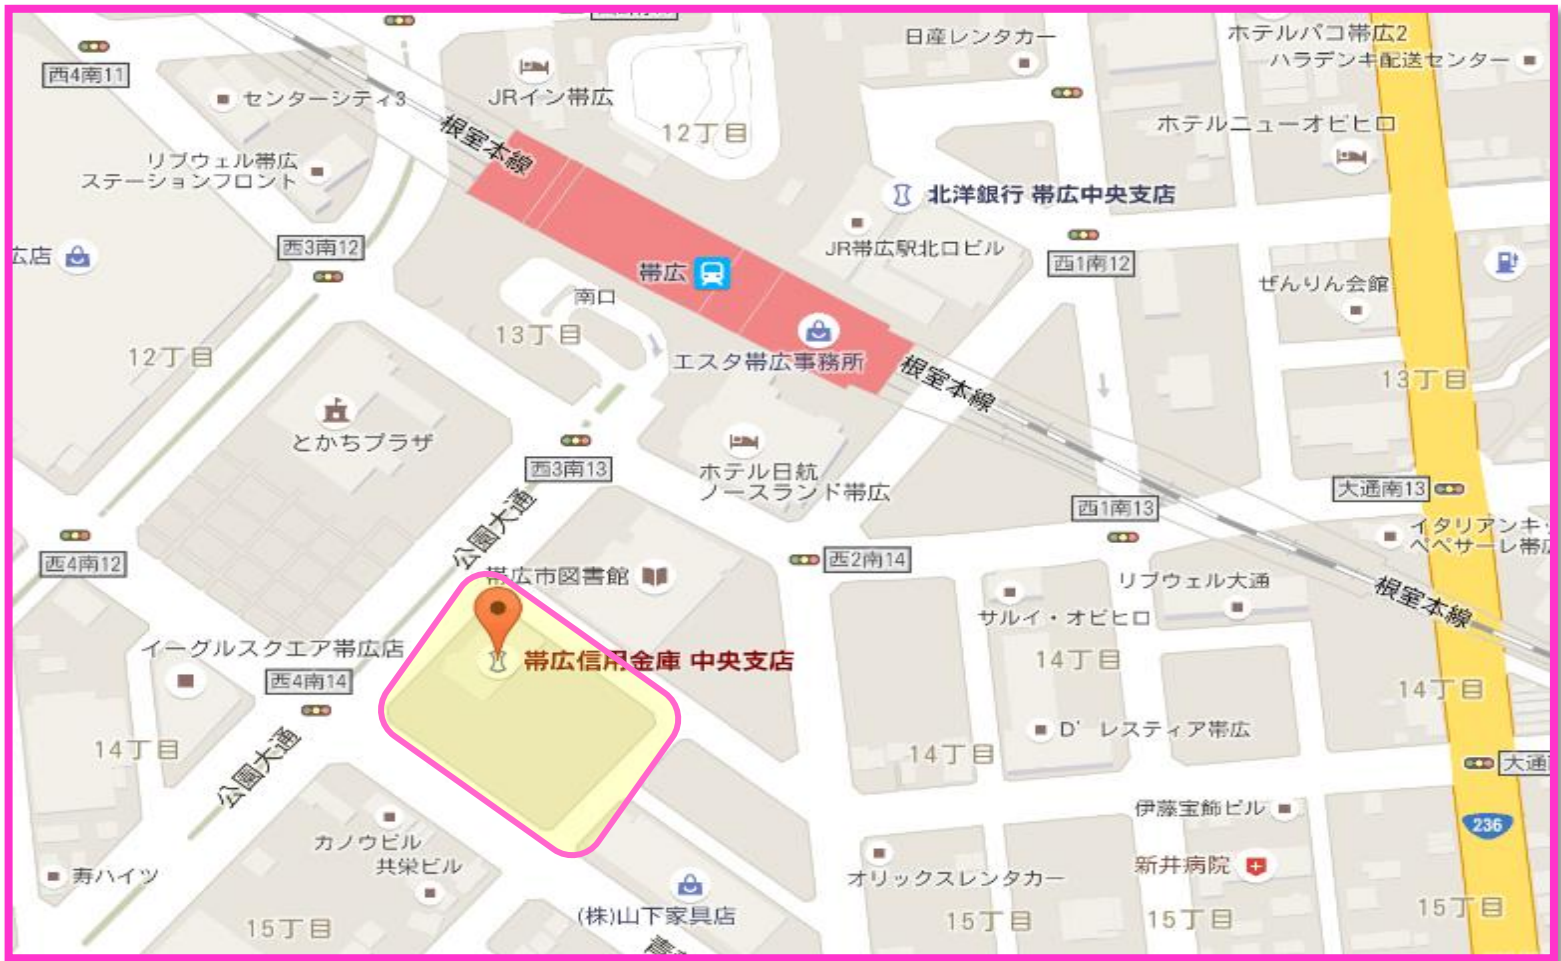 日産レンタカー
ホテルパコ帯広2
ハラデンキ配送センター
西4南11
センターシティ3
JRイン帯広
根室本線
12丁目
ホテルニューオビヒロ
リブウェル帯広
ステーションフロント
北洋銀行 帯広中央支店
西3南12
広店
JR帯広駅北口ビル
西1南12
帯広
南口
ぜんりん会館
13丁目
12丁目
エスタ帯広事務所
根室本線
13丁目
とかちプラザ
西3南13
ホテル日航
ノースランド帯広
大通南13
公園大通
西1南13
イタリアンキ
ペペサーレ帯広
西4南12
西2南14
帯広市図書館
リブウェル大通
根室本線
サルイ・オビヒロ
イーグルスクエア帯広店
帯広信用金庫 中央支店
14丁目
西4南14
14丁目
14丁目
公園大通
D' レスティア帯広
14丁目
大通
伊藤宝飾ビル
236
カノウビル
共栄ビル
寿ハイツ
オリックスレンタカー
新井病院
(株)山下家具店
15丁目
15丁目
15丁目
15丁目